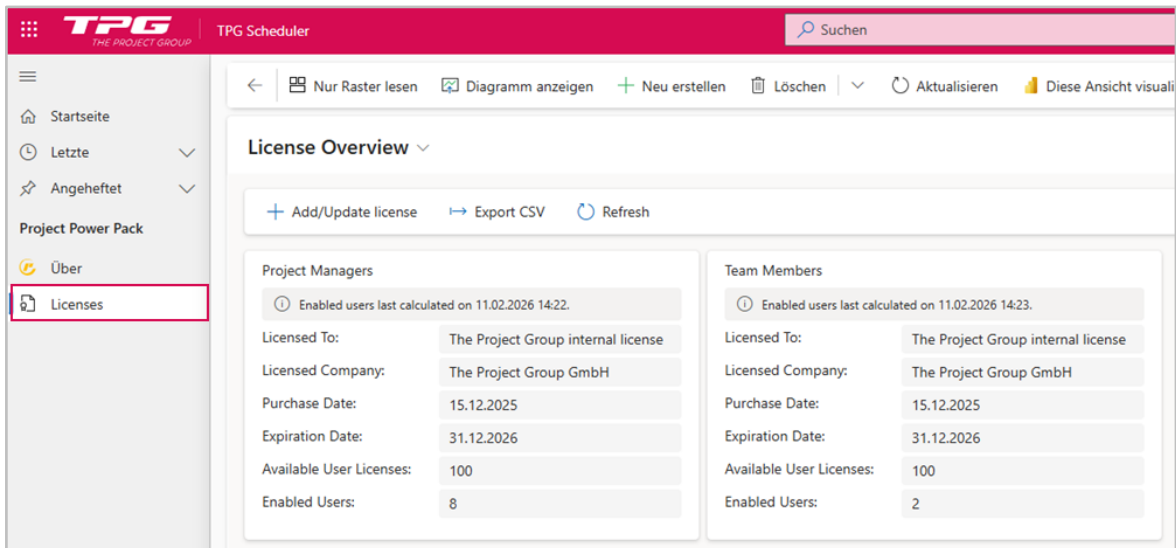 TPG
THE PROJECT GROUP
TPG Scheduler
Suchen
Startseite
Letzte
Angeheftet
Project Power Pack
Über
Licenses
Nur Raster lesen
Diagramm anzeigen
Neu erstellen
Löschen
Aktualisieren
Diese Ansicht visuali
License Overview
Add/Update license
Export CSV
Refresh
Project Managers
Enabled users last calculated on 11.02.2026 14:22.
Licensed To: The Project Group internal license
Licensed Company: The Project Group GmbH
Purchase Date: 15.12.2025
Expiration Date: 31.12.2026
Available User Licenses: 100
Enabled Users: 8
Team Members
Enabled users last calculated on 11.02.2026 14:23.
Licensed To: The Project Group internal license
Licensed Company: The Project Group GmbH
Purchase Date: 15.12.2025
Expiration Date: 31.12.2026
Available User Licenses: 100
Enabled Users: 2